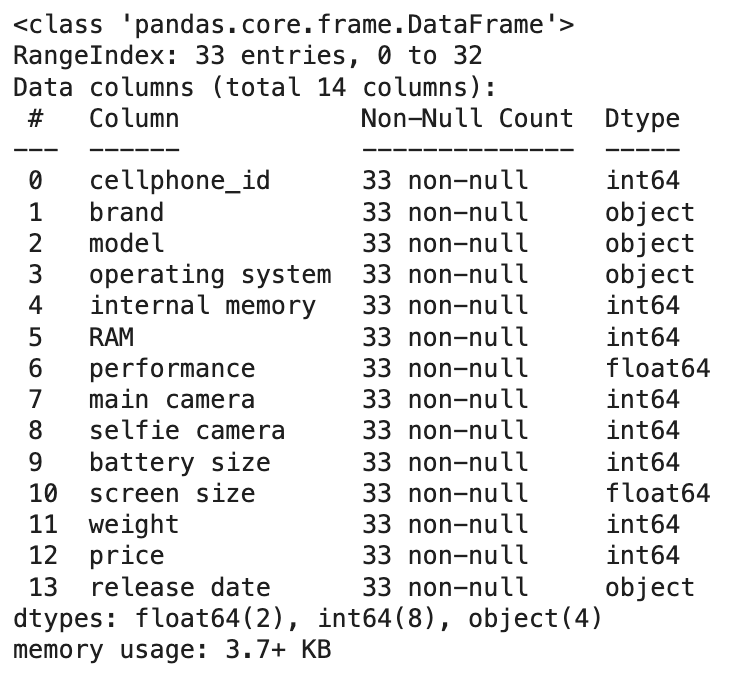 <class 'pandas.core.frame.DataFrame'>
RangeIndex: 33 entries, 0 to 32
Data columns (total 14 columns):
 #   Column            Non-Null Count  Dtype
---  ------            --------------  -----
 0   cellphone_id      33 non-null     int64
 1   brand             33 non-null     object
 2   model             33 non-null     object
 3   operating system  33 non-null     object
 4   internal memory   33 non-null     int64
 5   RAM               33 non-null     int64
 6   performance       33 non-null     float64
 7   main camera       33 non-null     int64
 8   selfie camera     33 non-null     int64
 9   battery size      33 non-null     int64
 10  screen size       33 non-null     float64
 11  weight            33 non-null     int64
 12  price             33 non-null     int64
 13  release date      33 non-null     object
dtypes: float64(2), int64(8), object(4)
memory usage: 3.7+ KB